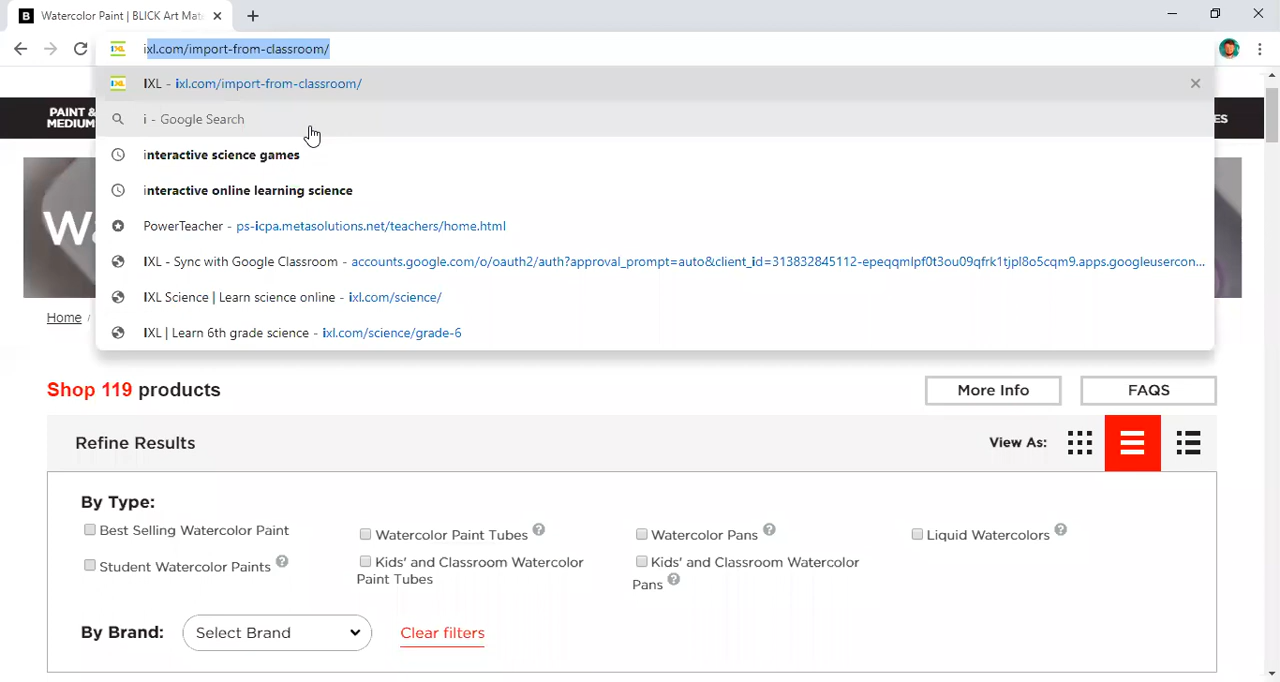 B Watercolor Paint | BLICK Art Mat
IXL ixl.com/import-from-classroom/
IXL IXL - ixl.com/import-from-classroom/
i - Google Search
interactive science games
interactive online learning science
PowerTeacher - ps-icpa.metasolutions.net/teachers/home.html
IXL - Sync with Google Classroom - accounts.google.com/o/oauth2/auth?approval_prompt=auto&client_id=313832845112-epeqqmlpf0t3ou09qfrk1tjpl8o5cqm9.apps.googleusercon...
IXL Science | Learn science online - ixl.com/science/
IXL | Learn 6th grade science - ixl.com/science/grade-6
PAINT &
MEDIUM
ES
Wa
Home /
Shop 119 products
More Info
FAQS
Refine Results
View As:
By Type:
Best Selling Watercolor Paint
Watercolor Paint Tubes ?
Watercolor Pans ?
Liquid Watercolors ?
Student Watercolor Paints ?
Kids' and Classroom Watercolor
Paint Tubes
Kids' and Classroom Watercolor
Pans ?
By Brand:
Select Brand
Clear filters